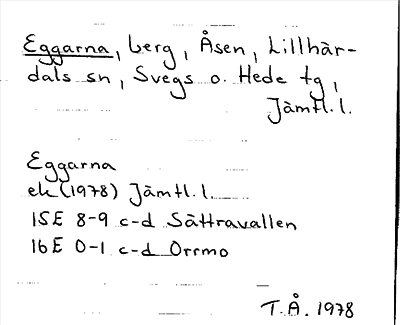 Eggarna, berg, Åsen, Lillhär-
dals sn, Svegs o. Hede tg,
Jämtl. l.
Eggarna
ek (1978) Jämtl. l.
15E 8-9 c-d Sättravallen
16E 0-1 c-d Orrmo
T.Å. 1978